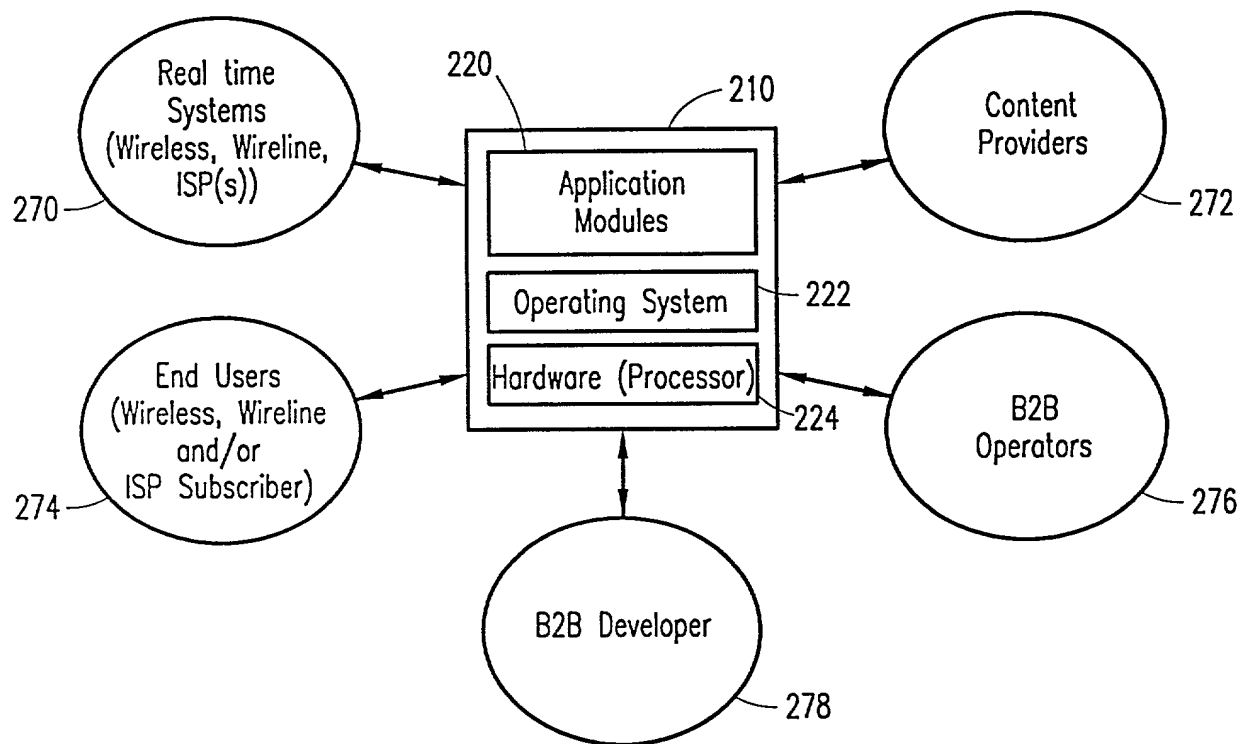 Real time
Systems
(Wireless, Wireline,
ISP(s))
270
220
210
Application
Modules
Operating System
222
Hardware (Processor)
224
Content
Providers
272
End Users
(Wireless, Wireline
and/or
ISP Subscriber)
274
B2B
Operators
276
B2B Developer
278